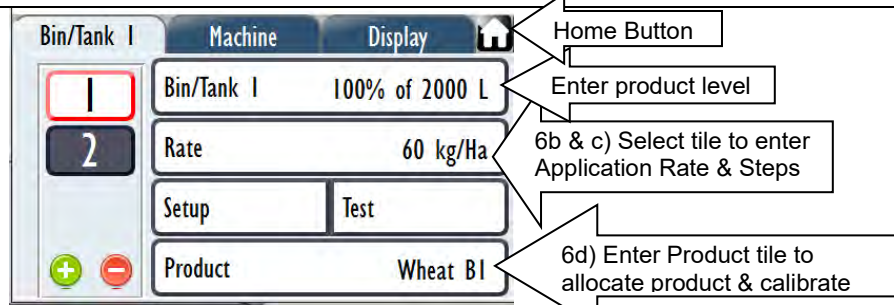 Bin/Tank 1 Machine Display
Home Button
1
2
Bin/Tank 1 100% of 2000 L
Enter product level
Rate 60 kg/Ha
6b & c) Select tile to enter
Application Rate & Steps
Setup Test
Product Wheat B1
6d) Enter Product tile to
allocate product & calibrate